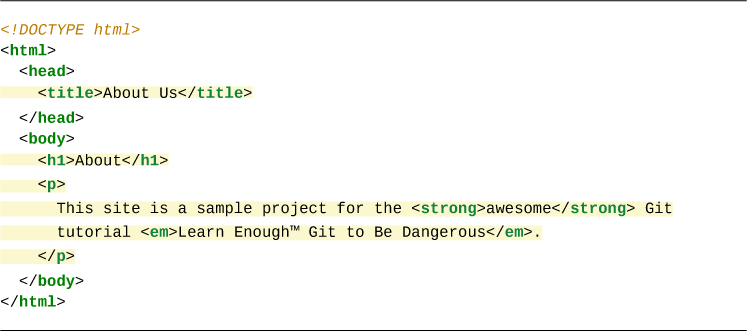 <!DOCTYPE html>
<html>
  <head>
    <title>About Us</title>
  </head>
  <body>
    <h1>About</h1>
    <p>
      This site is a sample project for the <strong>awesome</strong> Git
      tutorial <em>Learn Enough™ Git to Be Dangerous</em>.
    </p>
  </body>
</html>